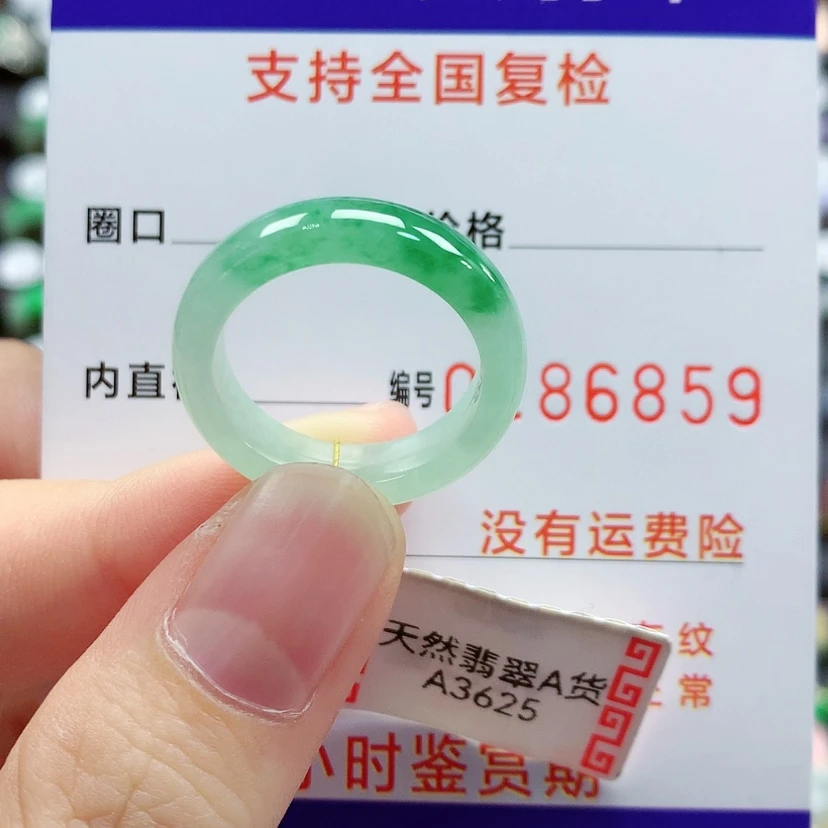 支持全国复检
圈口
价格
内直
编号
86859
没有运费险
纹
常
天然翡翠A货
A3625
小时鉴赏期